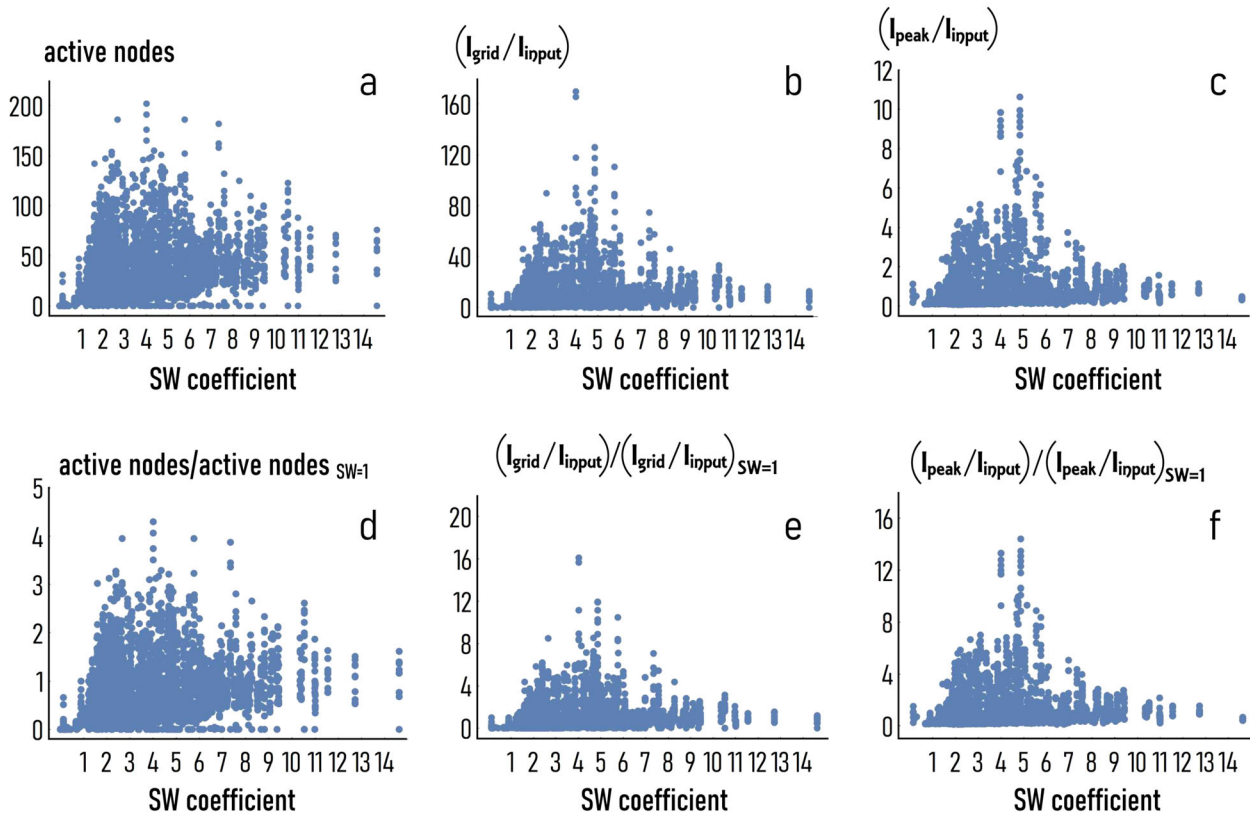 active nodes
a
200
150
100
50
0
1 2 3 4 5 6 7 8 9 10 11 12 13 14
SW coefficient
(Igrid/Iinput)
b
160
120
80
40
0
1 2 3 4 5 6 7 8 9 10 11 12 13 14
SW coefficient
(Ipeak/Iinput)
c
12
10
8
6
4
2
0
1 2 3 4 5 6 7 8 9 10 11 12 13 14
SW coefficient
active nodes/active nodes SW=1
d
5
4
3
2
1
0
1 2 3 4 5 6 7 8 9 10 11 12 13 14
SW coefficient
(Igrid/Iinput)/(Igrid/Iinput)SW=1
e
20
16
12
8
4
0
1 2 3 4 5 6 7 8 9 10 11 12 13 14
SW coefficient
(Ipeak/Iinput)/(Ipeak/Iinput)SW=1
f
16
12
8
4
0
1 2 3 4 5 6 7 8 9 10 11 12 13 14
SW coefficient